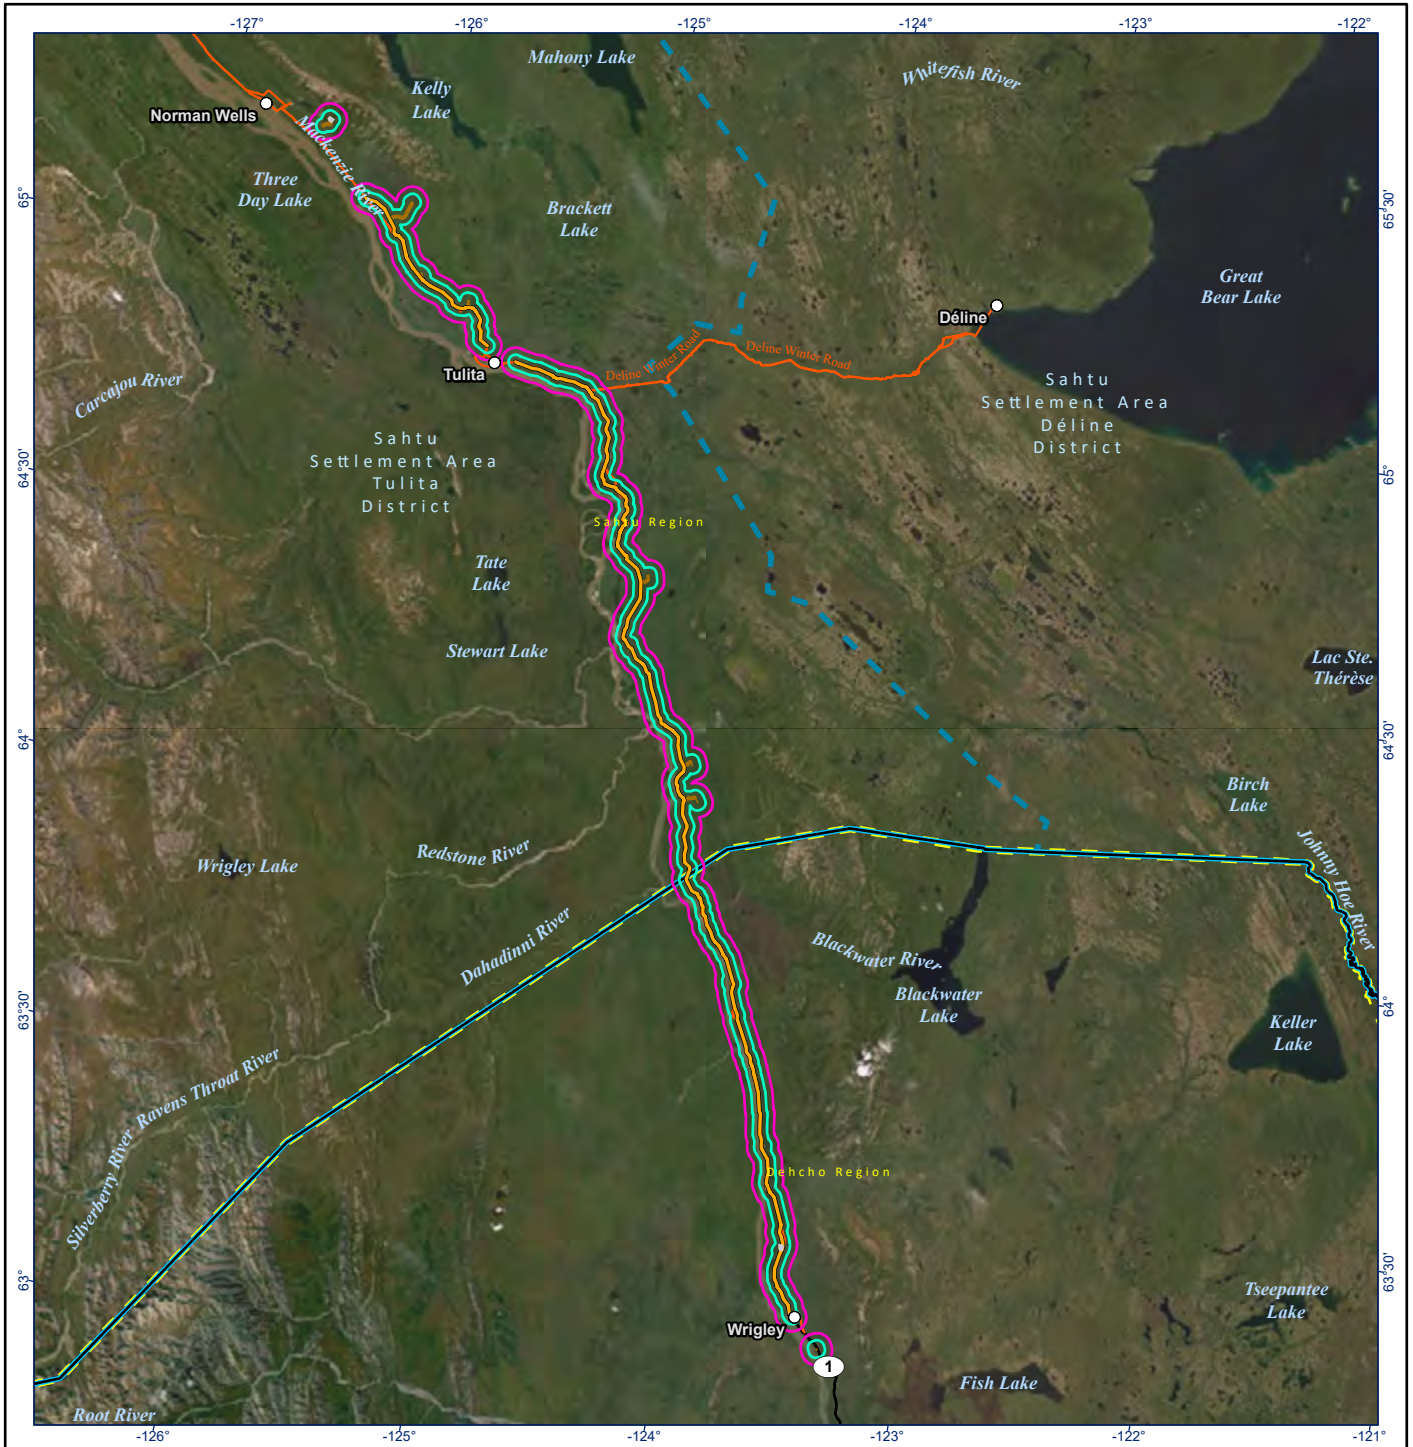 -127°
-126°
-125°
-124°
-123°
-122°
Mahony Lake
Whitefish River
Kelly
Lake
Norman Wells
Mackenzie River
Three
Day Lake
65°
65°30'
Brackett
Lake
Great
Bear Lake
Déline
Deline Winter Road
Deline Winter Road
Tulita
Carcajou River
Sahtu
Settlement Area
Déline
District
Sahtu
Settlement Area
Tulita
District
64°30'
65°
Sahtu Region
Tate
Lake
Stewart Lake
Lac Ste.
Thérèse
64°
64°30'
Birch
Lake
Redstone River
Wrigley Lake
Johnny Hoe River
Dahadinni River
Blackwater River
Blackwater
Lake
63°30'
64°
Keller
Lake
Ravens Throat River
Silverberry River
Dehcho Region
63°
63°30'
Tseepantee
Lake
Wrigley
1
Fish Lake
Root River
-126°
-125°
-124°
-123°
-122°
-121°